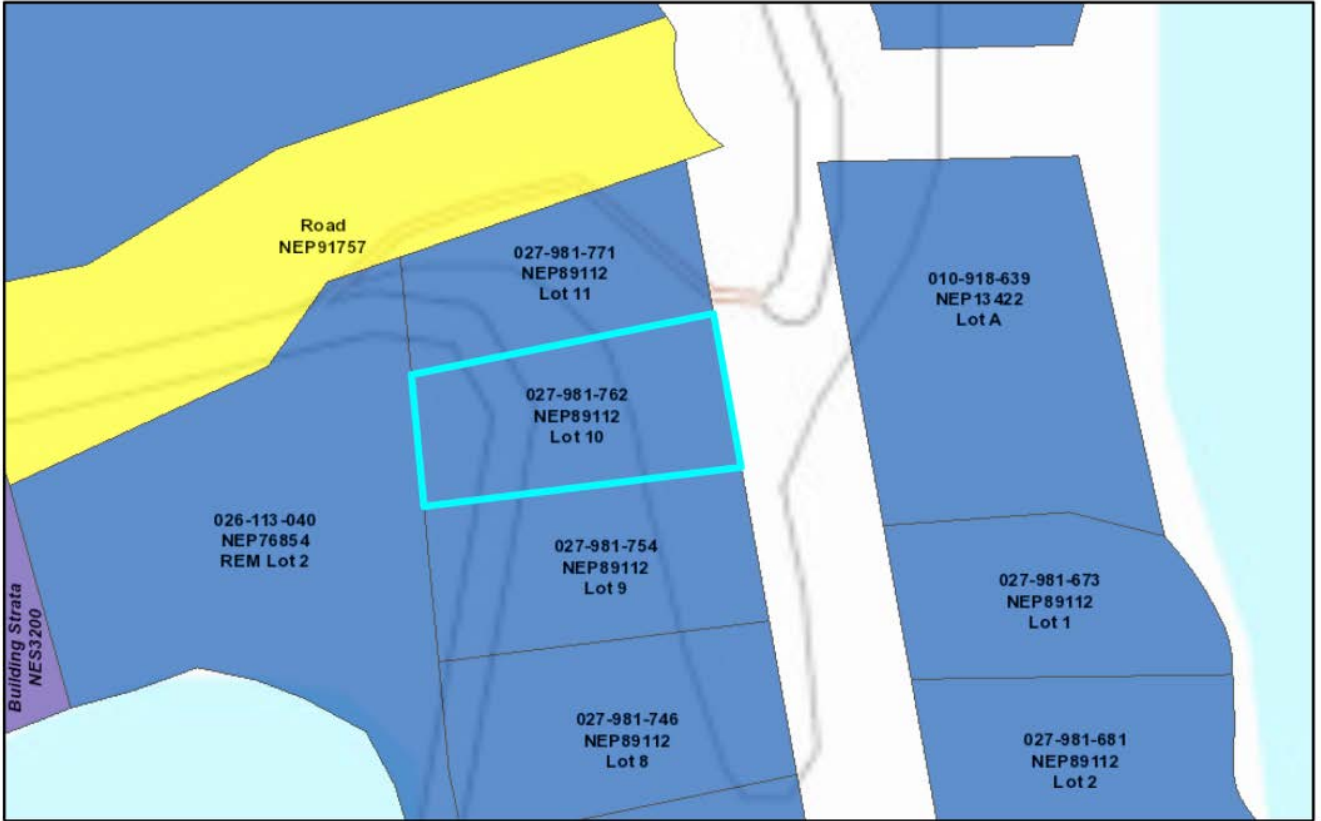 Road
NEP91757
027-981-771
NEP89112
Lot 11
010-918-639
NEP13422
Lot A
027-981-762
NEP89112
Lot 10
026-113-040
NEP76854
REM Lot 2
027-981-754
NEP89112
Lot 9
027-981-673
NEP89112
Lot 1
Building Strata
NES3200
027-981-746
NEP89112
Lot 8
027-981-681
NEP89112
Lot 2